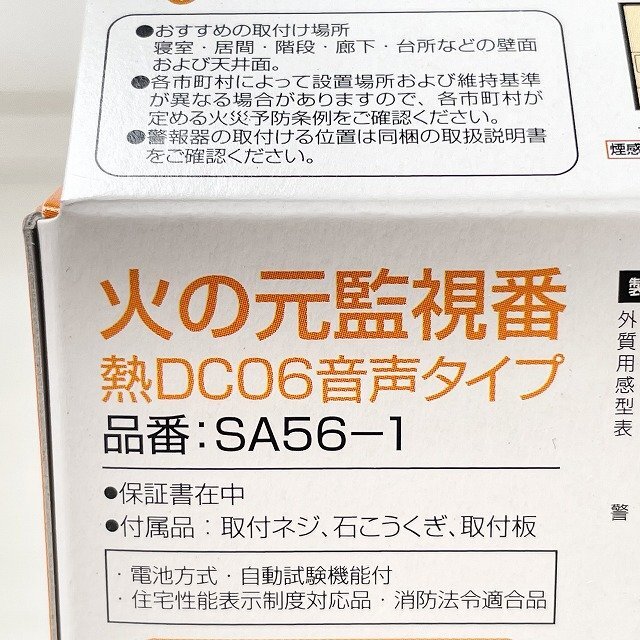 ●おすすめの取付け場所
寝室・居間・階段・廊下・台所などの壁面
および天井面。
●各市町村によって設置場所および維持基準
が異なる場合がありますので、各市町村が
定める火災予防条例をご確認ください。
●警報器の取付ける位置は同梱の取扱説明書
をご確認ください。
煙感
火の元監視番
熱DC06音声タイプ
品番：SA56−1
●保証書在中
●付属品：取付ネジ、石こうくぎ、取付板
・電池方式・自動試験機能付
・住宅性能表示制度対応品・消防法令適合品
外
質
用
感
型
表
警